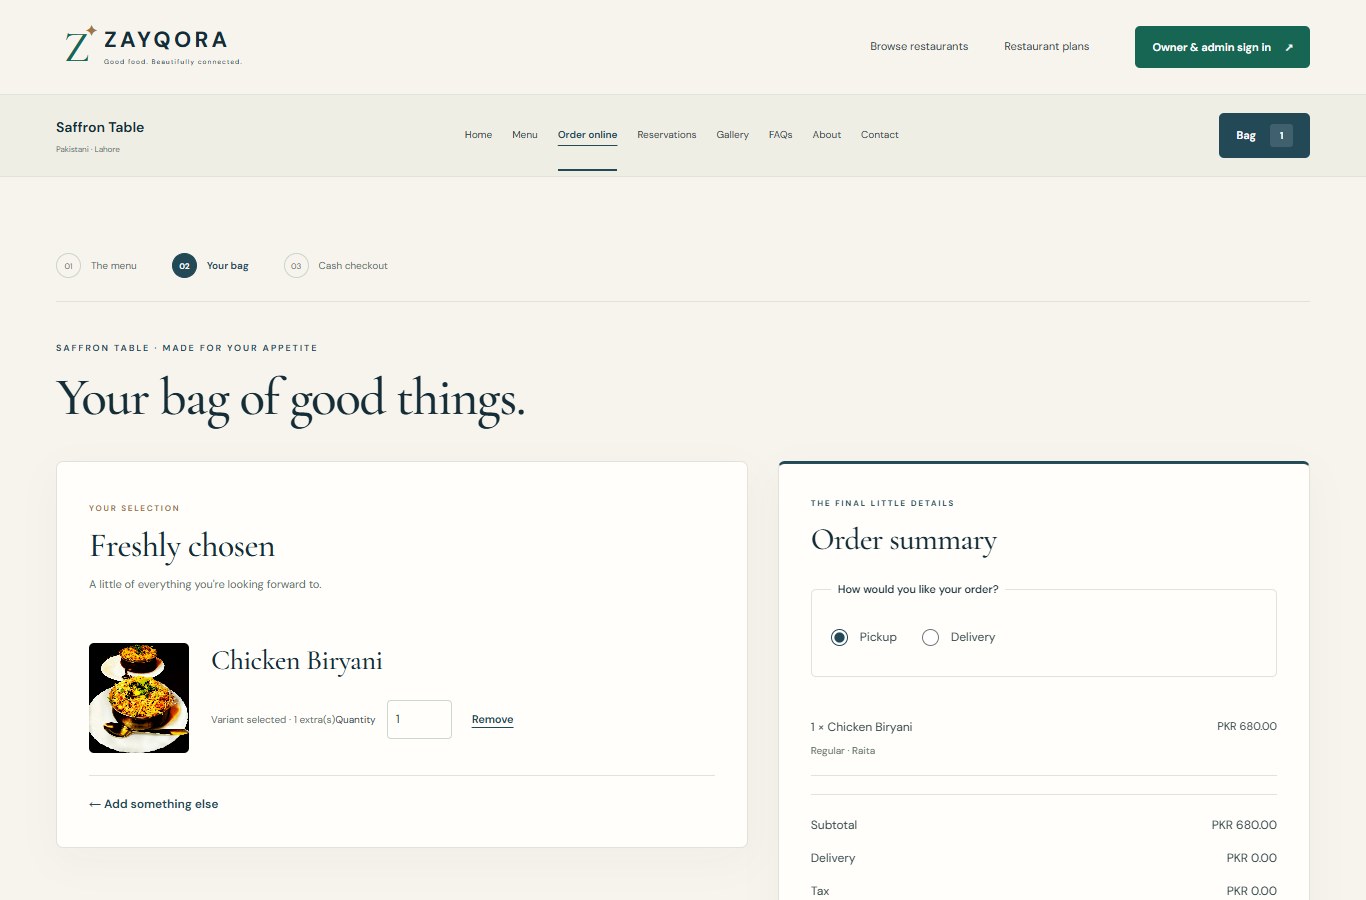 ZAYQORA
Good food. Beautifully connected.
Browse restaurants
Restaurant plans
Owner & admin sign in ↗
Saffron Table
Pakistani · Lahore
Home
Menu
Order online
Reservations
Gallery
FAQs
About
Contact
Bag 1
01 The menu
02 Your bag
03 Cash checkout
SAFFRON TABLE · MADE FOR YOUR APPETITE
Your bag of good things.
YOUR SELECTION
Freshly chosen
A little of everything you're looking forward to.
Chicken Biryani
Variant selected · 1 extra(s)Quantity 1 Remove
← Add something else
THE FINAL LITTLE DETAILS
Order summary
How would you like your order?
Pickup
Delivery
1 × Chicken Biryani PKR 680.00
Regular · Raita
Subtotal PKR 680.00
Delivery PKR 0.00
Tax PKR 0.00